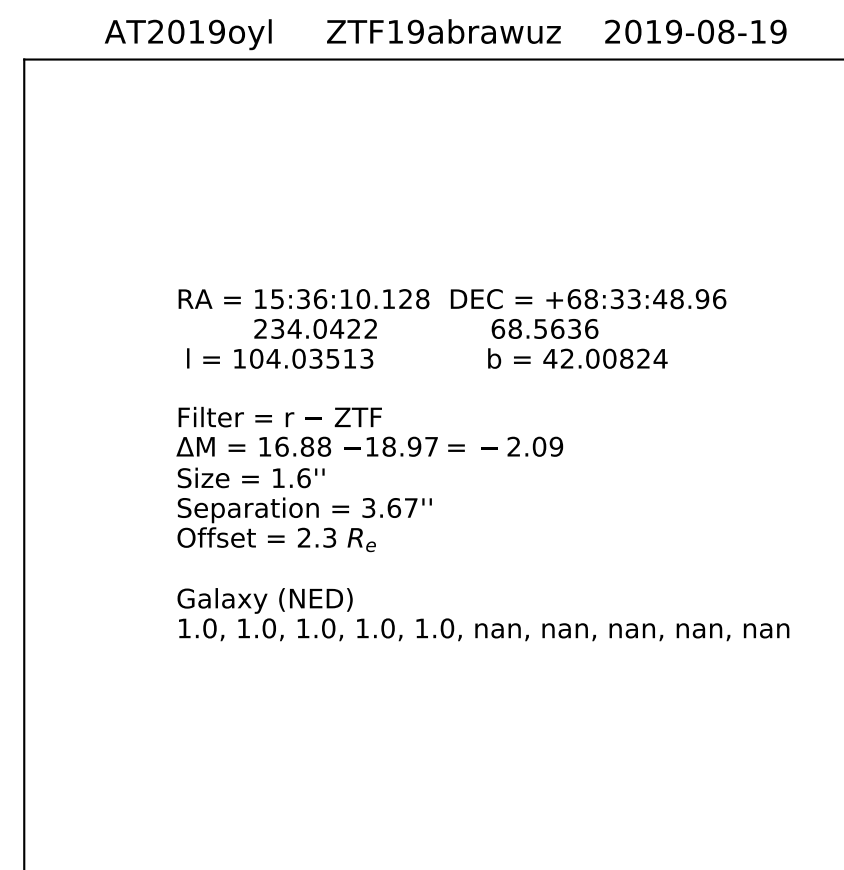 AT2019oyl ZTF19abrawuz 2019-08-19
RA = 15:36:10.128 DEC = +68:33:48.96
234.0422 68.5636
l = 104.03513 b = 42.00824
Filter = r − ZTF
ΔM = 16.88 −18.97 = − 2.09
Size = 1.6''
Separation = 3.67''
Offset = 2.3 Re
Galaxy (NED)
1.0, 1.0, 1.0, 1.0, 1.0, nan, nan, nan, nan, nan